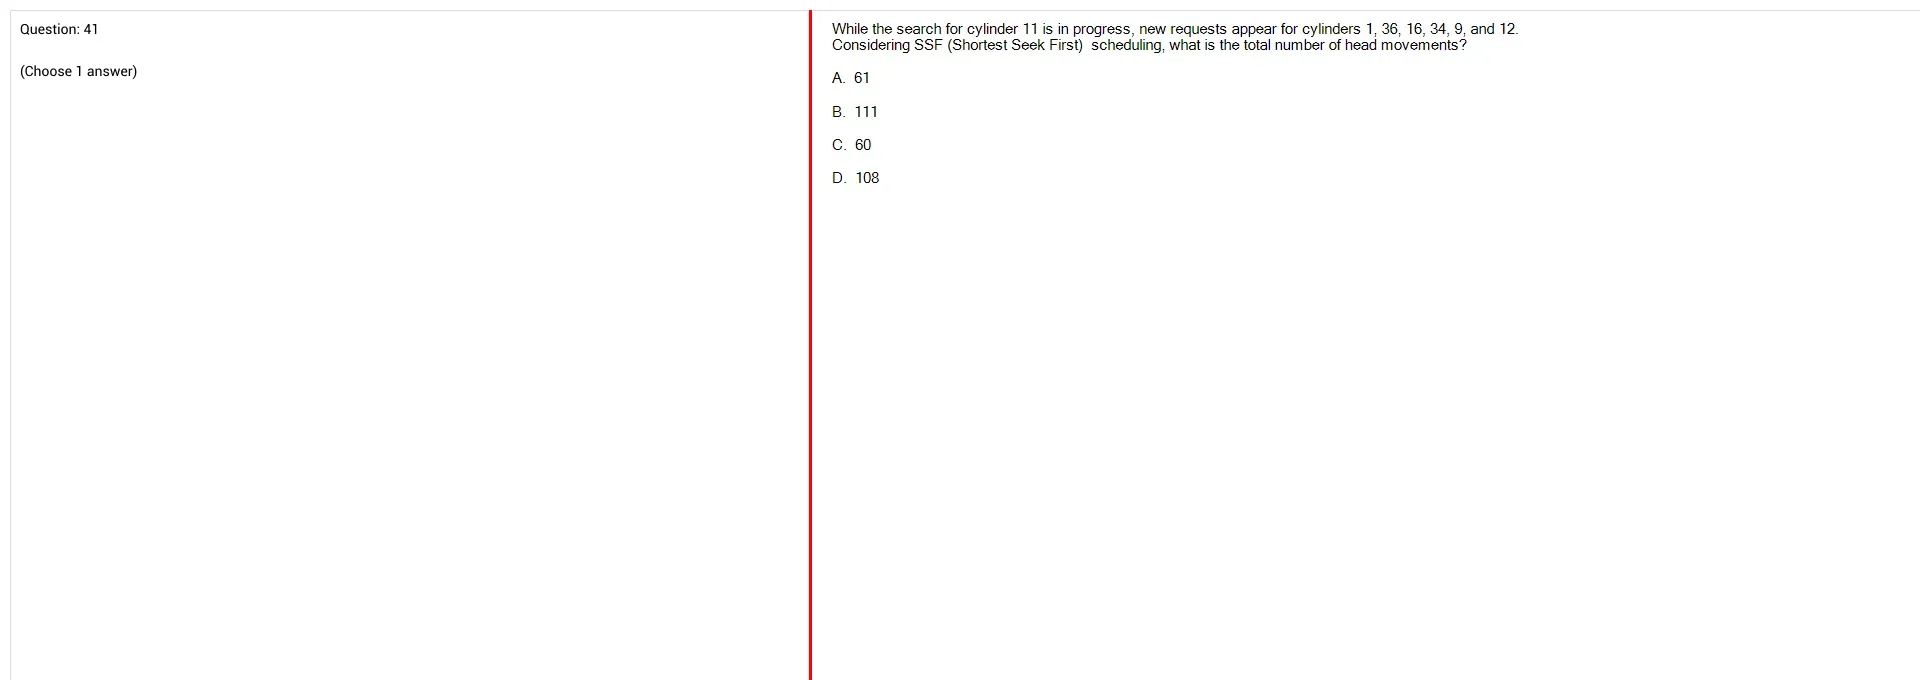 Question: 41
(Choose 1 answer)
While the search for cylinder 11 is in progress, new requests appear for cylinders 1, 36, 16, 34, 9, and 12.
Considering SSF (Shortest Seek First)  scheduling, what is the total number of head movements?
A.  61
B.  111
C.  60
D.  108